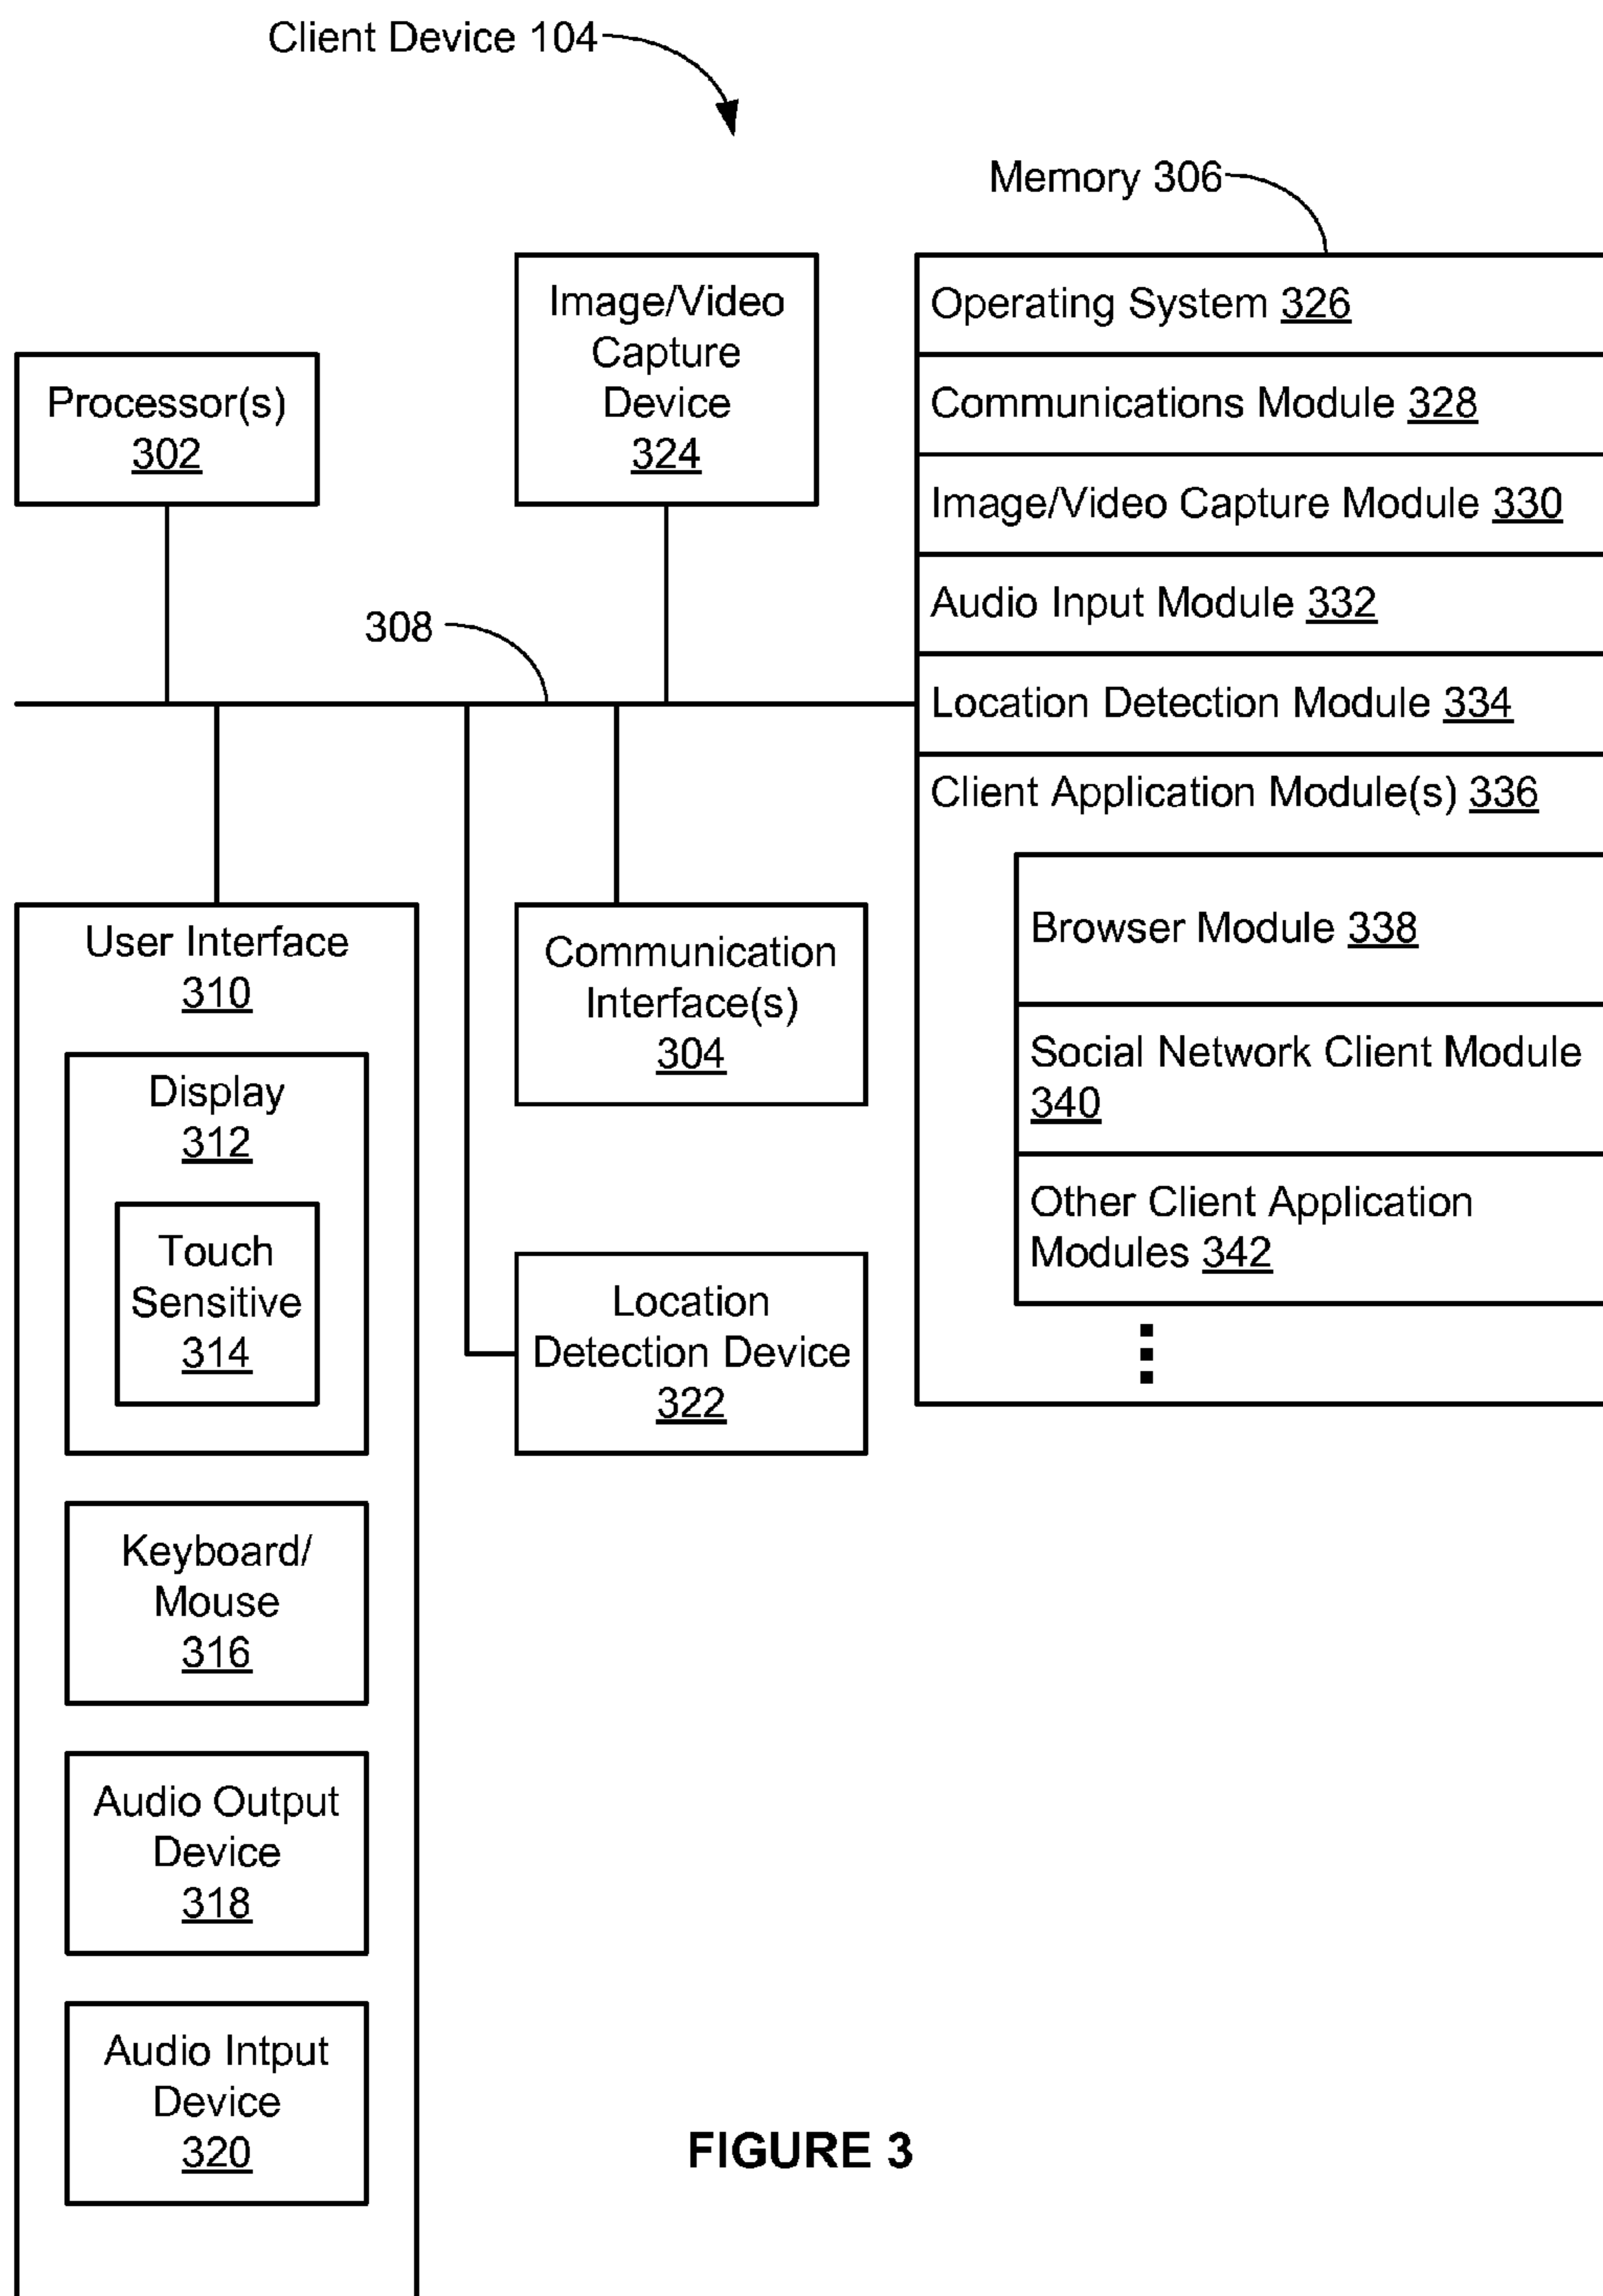 Client Device 104
Memory 306
Image/Video
Capture
Device
324
Processor(s)
302
308
Operating System 326
Communications Module 328
Image/Video Capture Module 330
Audio Input Module 332
Location Detection Module 334
Client Application Module(s) 336
Browser Module 338
Social Network Client Module
340
Other Client Application
Modules 342
User Interface
310
Display
312
Touch
Sensitive
314
Keyboard/
Mouse
316
Audio Output
Device
318
Audio Intput
Device
320
Communication
Interface(s)
304
Location
Detection Device
322
FIGURE 3